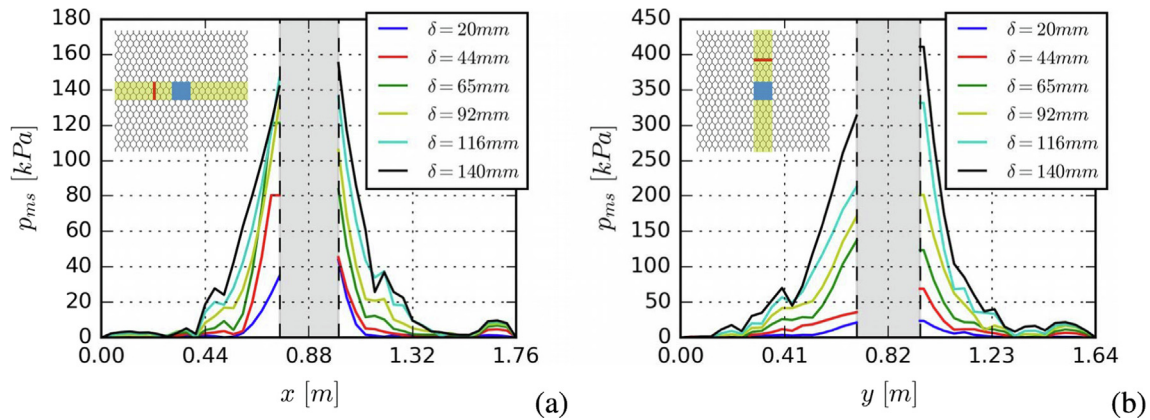 180
160
140
120
100
80
60
40
20
0
p_ms [kPa]
0.00 0.44 0.88 1.32 1.76
x [m]
δ = 20mm
δ = 44mm
δ = 65mm
δ = 92mm
δ = 116mm
δ = 140mm
(a)
450
400
350
300
250
200
150
100
50
0
p_ms [kPa]
0.00 0.41 0.82 1.23 1.64
y [m]
δ = 20mm
δ = 44mm
δ = 65mm
δ = 92mm
δ = 116mm
δ = 140mm
(b)